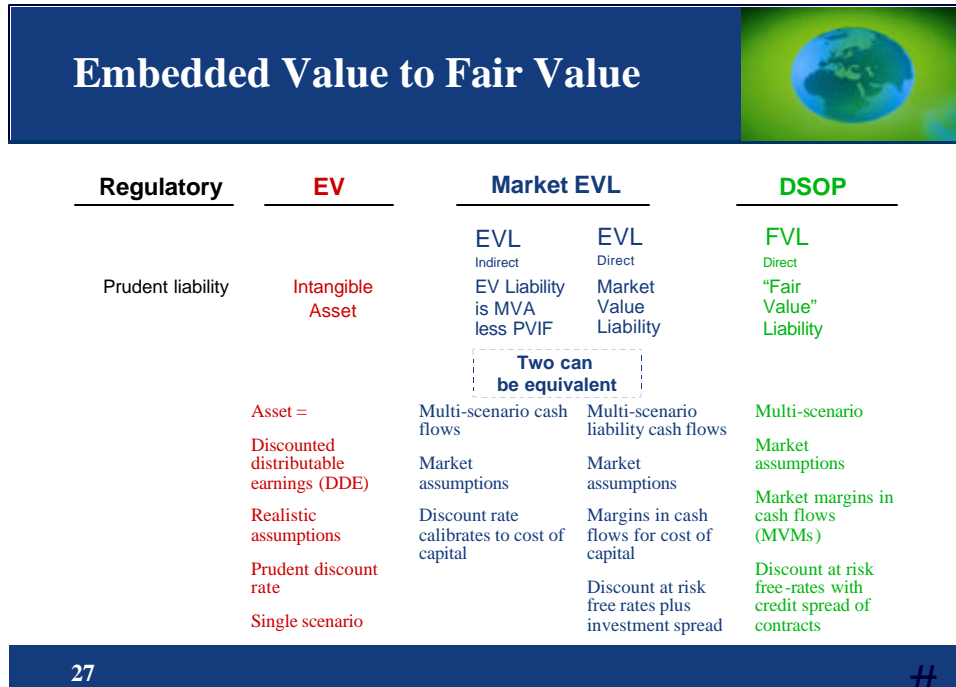 Embedded Value to Fair Value
Regulatory
EV
Market EVL
DSOP
Prudent liability
Intangible
Asset
EVL
Indirect
EV Liability
is MVA
less PVIF
EVL
Direct
Market
Value
Liability
FVL
Direct
“Fair
Value”
Liability
Two can
be equivalent
Asset =
Discounted
distributable
earnings (DDE)
Realistic
assumptions
Prudent discount
rate
Single scenario
Multi-scenario cash
flows
Market
assumptions
Discount rate
calibrates to cost of
capital
Multi-scenario
liability cash flows
Market
assumptions
Margins in cash
flows for cost of
capital
Discount at risk
free rates plus
investment spread
Multi-scenario
Market
assumptions
Market margins in
cash flows
(MVMs)
Discount at risk
free-rates with
credit spread of
contracts
27
#